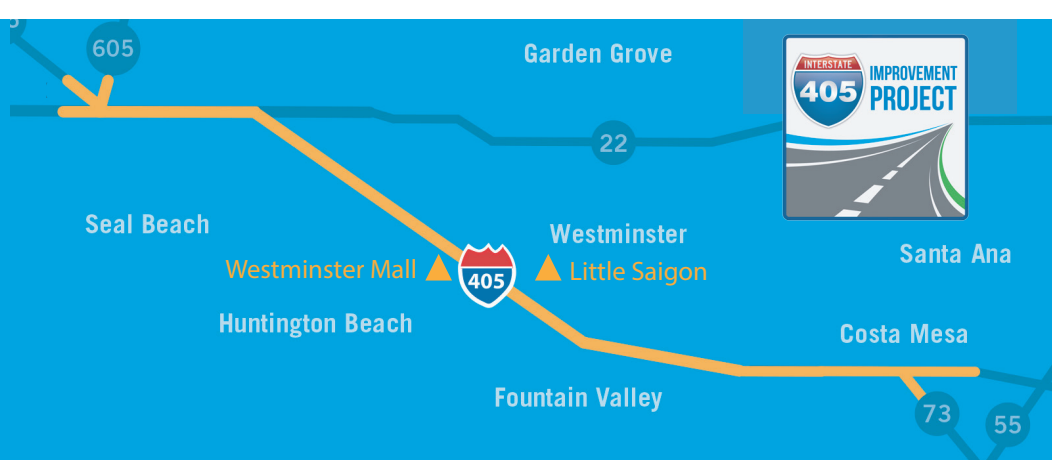 605
Garden Grove
INTERSTATE
405
IMPROVEMENT
PROJECT
22
Seal Beach
Westminster
Santa Ana
Westminster Mall
405
Little Saigon
Huntington Beach
Costa Mesa
Fountain Valley
73
55